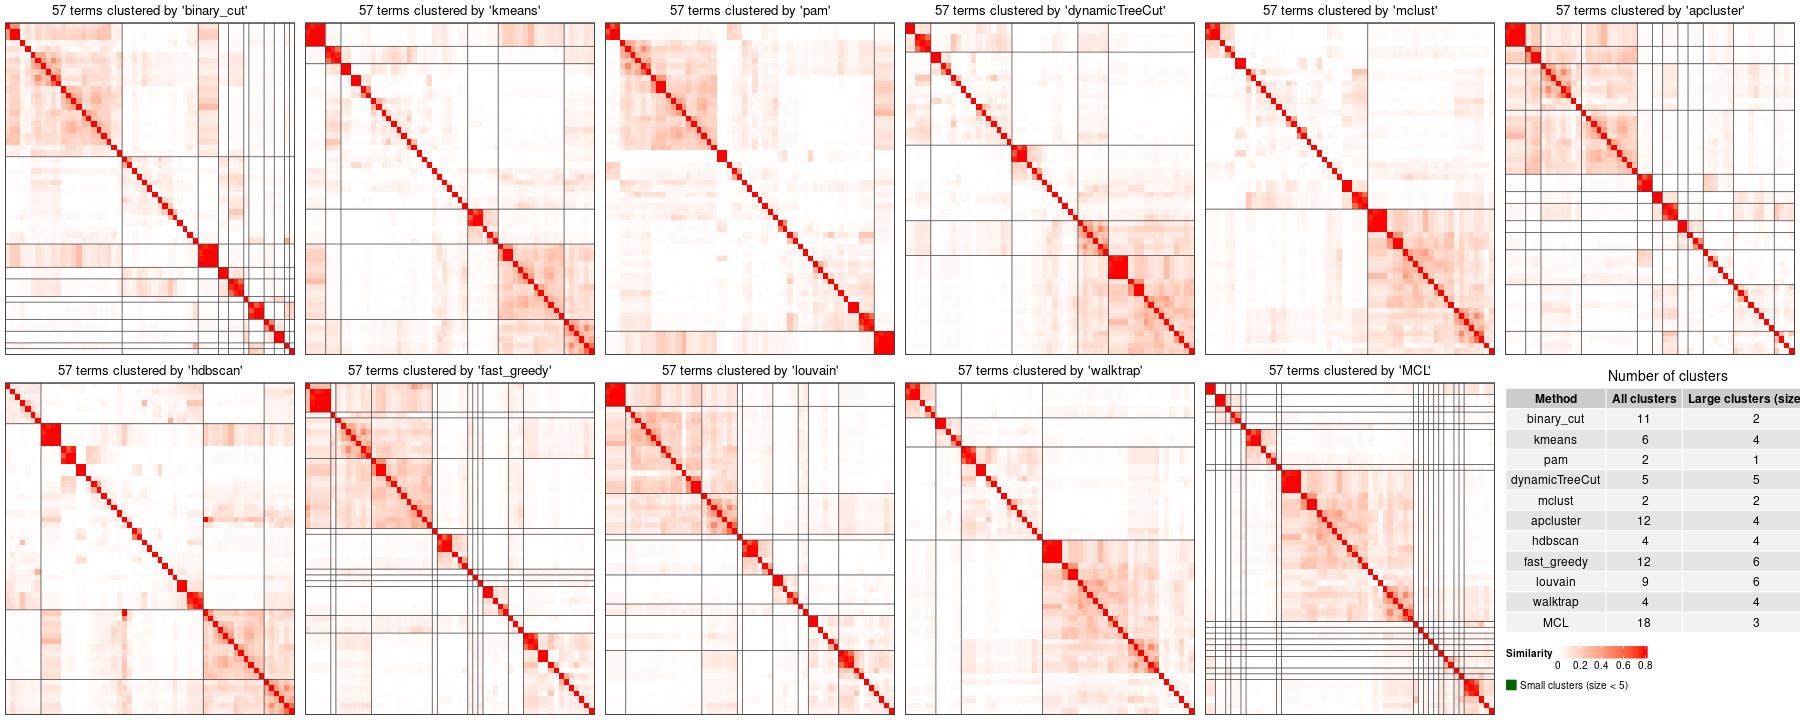 57 terms clustered by 'binary_cut'
57 terms clustered by 'kmeans'
57 terms clustered by 'pam'
57 terms clustered by 'dynamicTreeCut'
57 terms clustered by 'mclust'
57 terms clustered by 'apcluster'
57 terms clustered by 'hdbscan'
57 terms clustered by 'fast_greedy'
57 terms clustered by 'louvain'
57 terms clustered by 'walktrap'
57 terms clustered by 'MCL'
Number of clusters
Method All clusters Large clusters (size
binary_cut 11 2
kmeans 6 4
pam 2 1
dynamicTreeCut 5 5
mclust 2 2
apcluster 12 4
hdbscan 4 4
fast_greedy 12 6
louvain 9 6
walktrap 4 4
MCL 18 3
Similarity
0 0.2 0.4 0.6 0.8
Small clusters (size < 5)